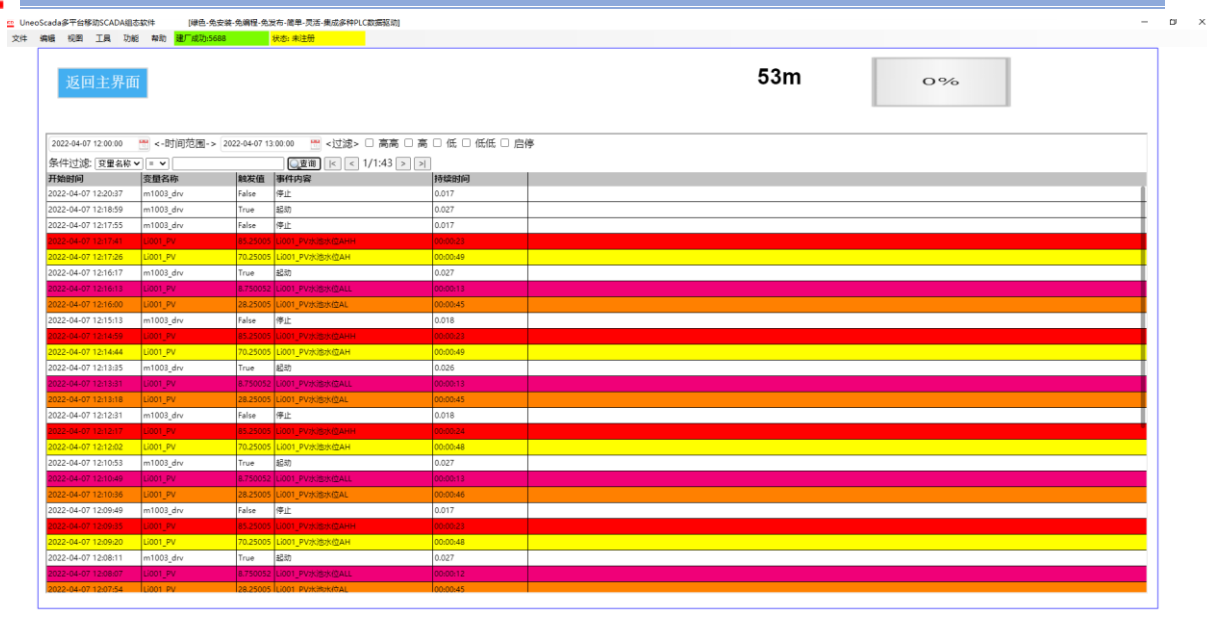 UneoScada多平台移动SCADA组态软件 [绿色-免安装-免编程-免发布-简单-灵活-集成多种PLC数据驱动]
文件 编辑 视图 工具 功能 帮助 建厂成功:5688 状态: 未注册
返回主界面
53m
0%
2022-04-07 12:00:00 <-时间范围-> 2022-04-07 13:00:00 <过滤> 高高 高 低 低低 启停
条件过滤: 变量名称 = 查询 |< < 1/1:43 > >|
开始时间 变量名称 触发值 事件内容 持续时间
2022-04-07 12:20:37 m1003_drv False 停止 0.017
2022-04-07 12:18:59 m1003_drv True 起动 0.027
2022-04-07 12:17:55 m1003_drv False 停止 0.017
2022-04-07 12:17:41 Li001_PV 85.25005 Li001_PV水池水位AHH 00:00:23
2022-04-07 12:17:26 Li001_PV 70.25005 Li001_PV水池水位AH 00:00:49
2022-04-07 12:16:17 m1003_drv True 起动 0.027
2022-04-07 12:16:13 Li001_PV 8.750052 Li001_PV水池水位ALL 00:00:13
2022-04-07 12:16:00 Li001_PV 28.25005 Li001_PV水池水位AL 00:00:45
2022-04-07 12:15:13 m1003_drv False 停止 0.018
2022-04-07 12:14:59 Li001_PV 85.25005 Li001_PV水池水位AHH 00:00:23
2022-04-07 12:14:44 Li001_PV 70.25005 Li001_PV水池水位AH 00:00:49
2022-04-07 12:13:35 m1003_drv True 起动 0.026
2022-04-07 12:13:31 Li001_PV 8.750052 Li001_PV水池水位ALL 00:00:13
2022-04-07 12:13:18 Li001_PV 28.25005 Li001_PV水池水位AL 00:00:45
2022-04-07 12:12:31 m1003_drv False 停止 0.018
2022-04-07 12:12:17 Li001_PV 85.25005 Li001_PV水池水位AHH 00:00:24
2022-04-07 12:12:02 Li001_PV 70.25005 Li001_PV水池水位AH 00:00:48
2022-04-07 12:10:53 m1003_drv True 起动 0.027
2022-04-07 12:10:49 Li001_PV 8.750052 Li001_PV水池水位ALL 00:00:13
2022-04-07 12:10:36 Li001_PV 28.25005 Li001_PV水池水位AL 00:00:46
2022-04-07 12:09:49 m1003_drv False 停止 0.017
2022-04-07 12:09:35 Li001_PV 85.25005 Li001_PV水池水位AHH 00:00:23
2022-04-07 12:09:20 Li001_PV 70.25005 Li001_PV水池水位AH 00:00:48
2022-04-07 12:08:11 m1003_drv True 起动 0.027
2022-04-07 12:08:07 Li001_PV 8.750052 Li001_PV水池水位ALL 00:00:12
2022-04-07 12:07:54 Li001_PV 28.25005 Li001_PV水池水位AL 00:00:45